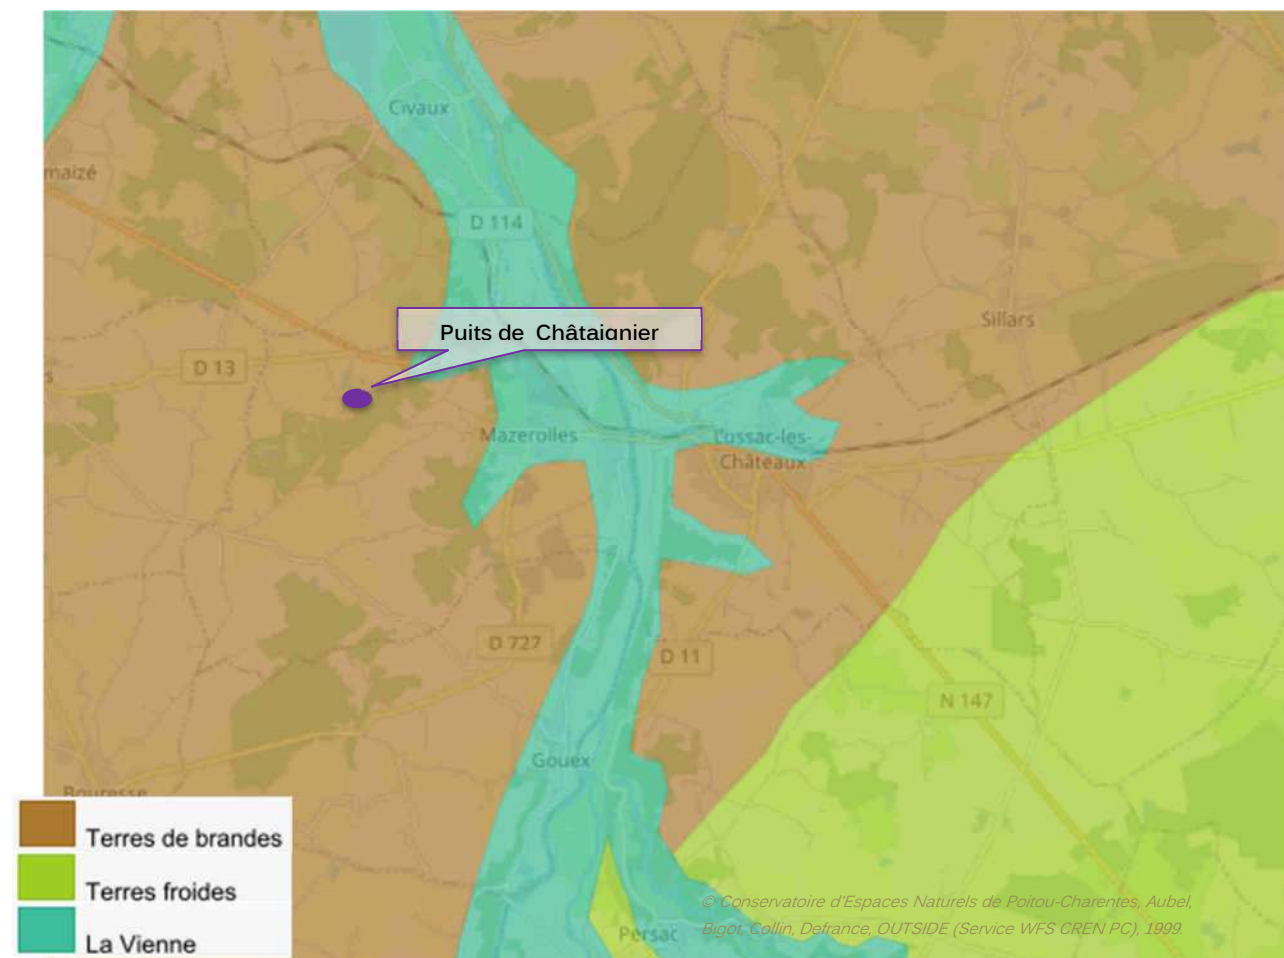 Civaux
maizé
D 114
Sillars
Puits de Châtaignier
D 13
s
Mazerolles
Lussac-les-
Châteaux
D 727
D 11
N 147
Gouex
Bouresse
Terres de brandes
Terres froides
La Vienne
Persac
© Conservatoire d'Espaces Naturels de Poitou-Charentes, Aubel,
Bigot, Collin, Defrance, OUTSIDE (Service WFS CREN PC), 1999.